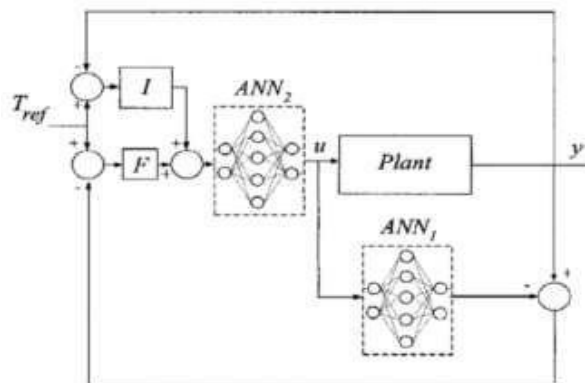 -
+
I
ANN2
Tref
+
+
u
y
F
+
Plant
-
ANN1
+
-